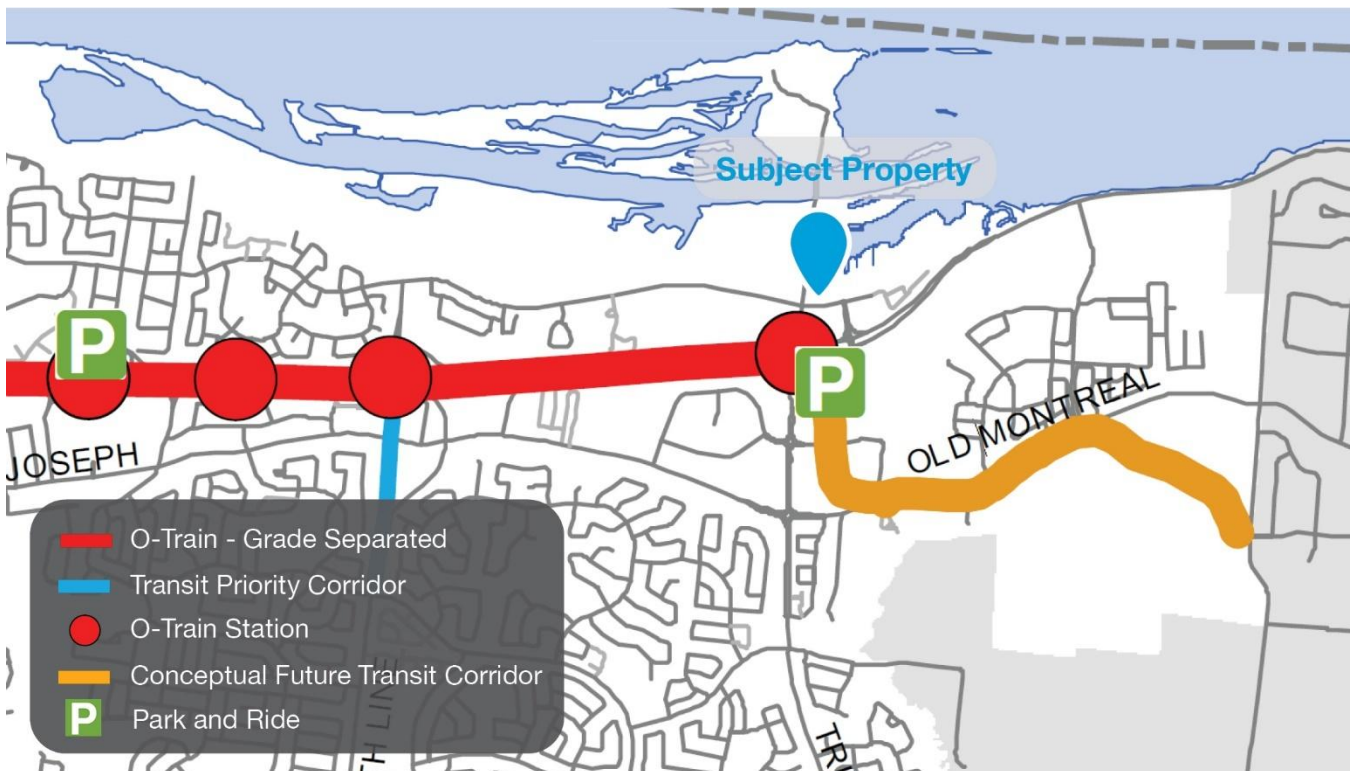 Subject Property
P
P
OLD MONTREAL
JOSEPH
O-Train - Grade Separated
Transit Priority Corridor
O-Train Station
Conceptual Future Transit Corridor
P Park and Ride